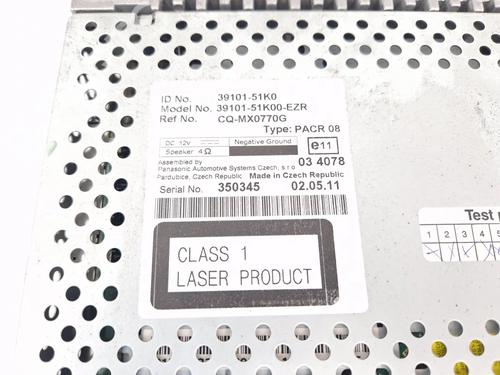 ID No. 39101-51K0
Model No. 39101-51K00-EZR
Ref No. CQ-MX0770G
Type: PACR 08
DC 12V Negative Ground
Speaker 4Ω
e11
03 4078
Assembled by
Panasonic Automotive Systems Czech, s.r.o
Pardubice, Czech Republic Made in Czech Republic
Serial No. 350345 02.05.11
CLASS 1
LASER PRODUCT
Test
1 2 3 4 5